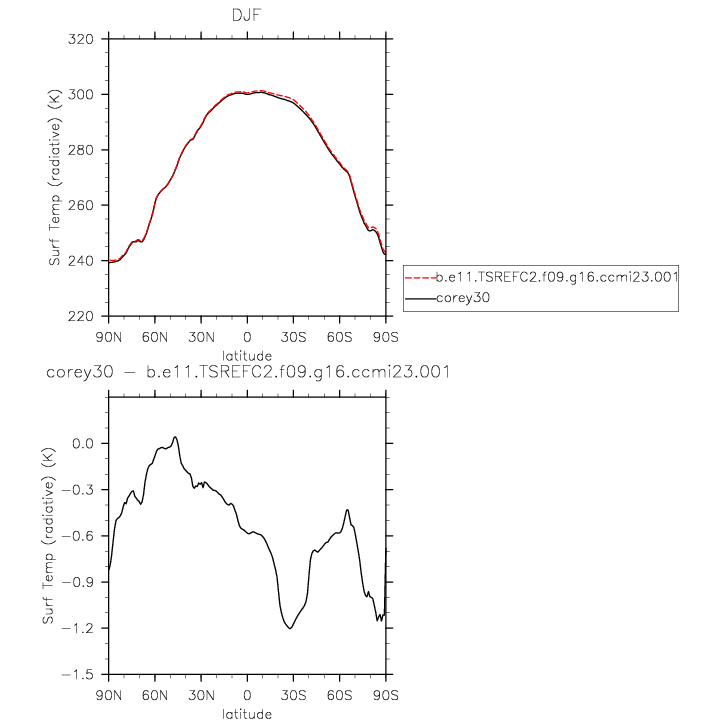 DJF
320
300
280
260
240
220
Surf Temp (radiative) (K)
90N 60N 30N 0 30S 60S 90S
latitude
b.e11.TSREFC2.f09.g16.ccmi23.001
corey30
corey30 − b.e11.TSREFC2.f09.g16.ccmi23.001
0.0
−0.3
−0.6
−0.9
−1.2
−1.5
Surf Temp (radiative) (K)
90N 60N 30N 0 30S 60S 90S
latitude